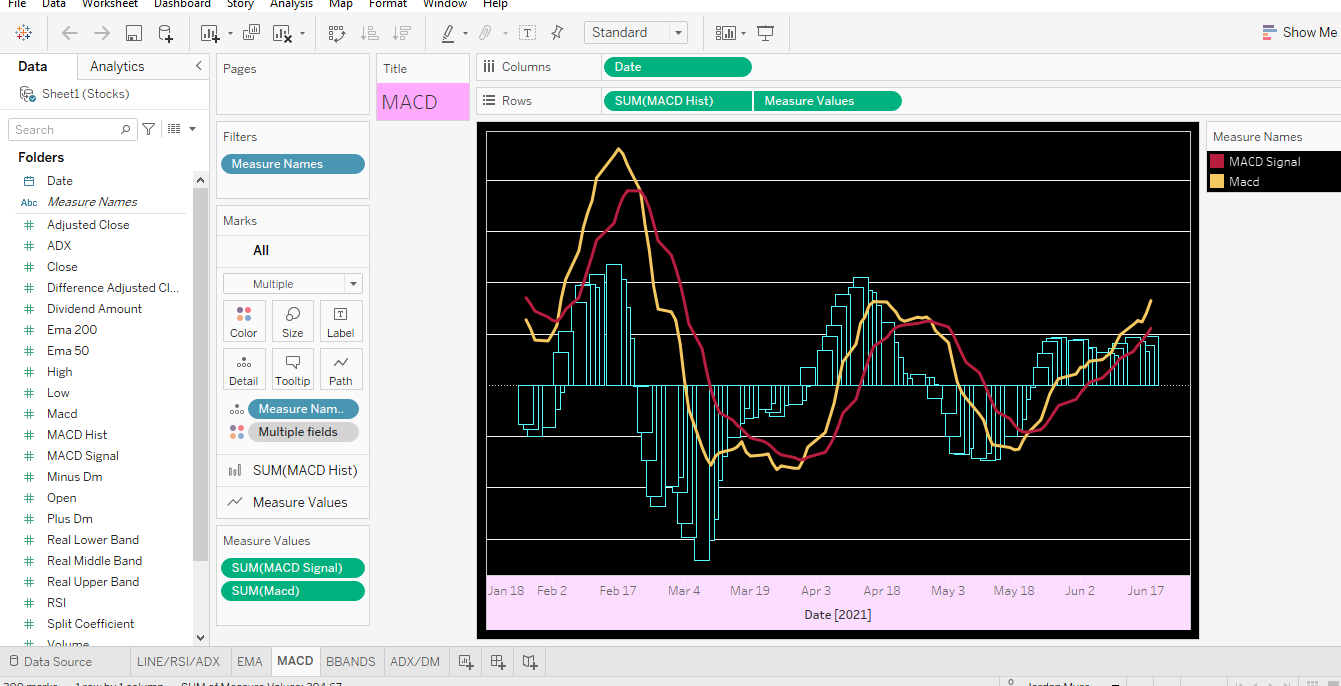 File Data Worksheet Dashboard Story Analysis Map Format Window Help
Standard
Show Me
Data Analytics
Sheet1 (Stocks)
Search
Folders
Date
Abc Measure Names
Adjusted Close
ADX
Close
Difference Adjusted Cl...
Dividend Amount
Ema 200
Ema 50
High
Low
Macd
MACD Hist
MACD Signal
Minus Dm
Open
Plus Dm
Real Lower Band
Real Middle Band
Real Upper Band
RSI
Split Coefficient
Volume
Pages
Filters
Measure Names
Marks
All
Multiple
Color Size Label
Detail Tooltip Path
Measure Nam..
Multiple fields
SUM(MACD Hist)
Measure Values
Measure Values
SUM(MACD Signal)
SUM(Macd)
Title
MACD
Columns Date
Rows SUM(MACD Hist) Measure Values
Jan 18 Feb 2 Feb 17 Mar 4 Mar 19 Apr 3 Apr 18 May 3 May 18 Jun 2 Jun 17
Date [2021]
Measure Names
MACD Signal
Macd
Data Source LINE/RSI/ADX EMA MACD BBANDS ADX/DM